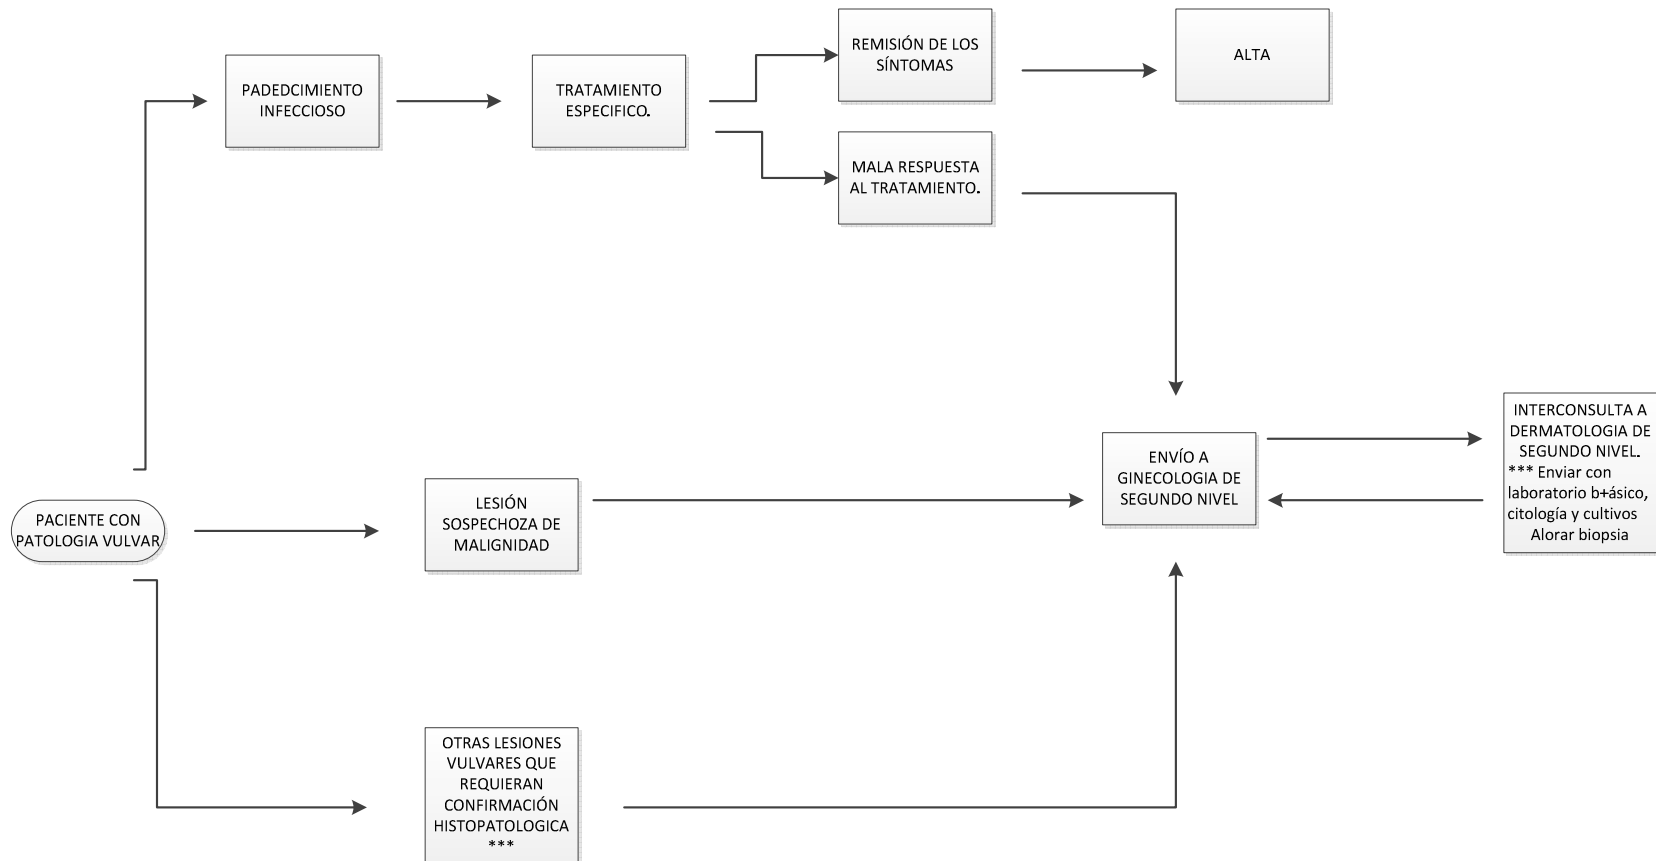 PADEDCIMIENTO
INFECCIOSO
TRATAMIENTO
ESPECIFICO.
REMISIÓN DE LOS
SÍNTOMAS
ALTA
MALA RESPUESTA
AL TRATAMIENTO.
PACIENTE CON
PATOLOGIA VULVAR
LESIÓN
SOSPECHOZA DE
MALIGNIDAD
ENVÍO A
GINECOLOGIA DE
SEGUNDO NIVEL
INTERCONSULTA A
DERMATOLOGIA DE
SEGUNDO NIVEL.
*** Enviar con
laboratorio b+ásico,
citología y cultivos
Alorar biopsia
OTRAS LESIONES
VULVARES QUE
REQUIERAN
CONFIRMACIÓN
HISTOPATOLOGICA
***